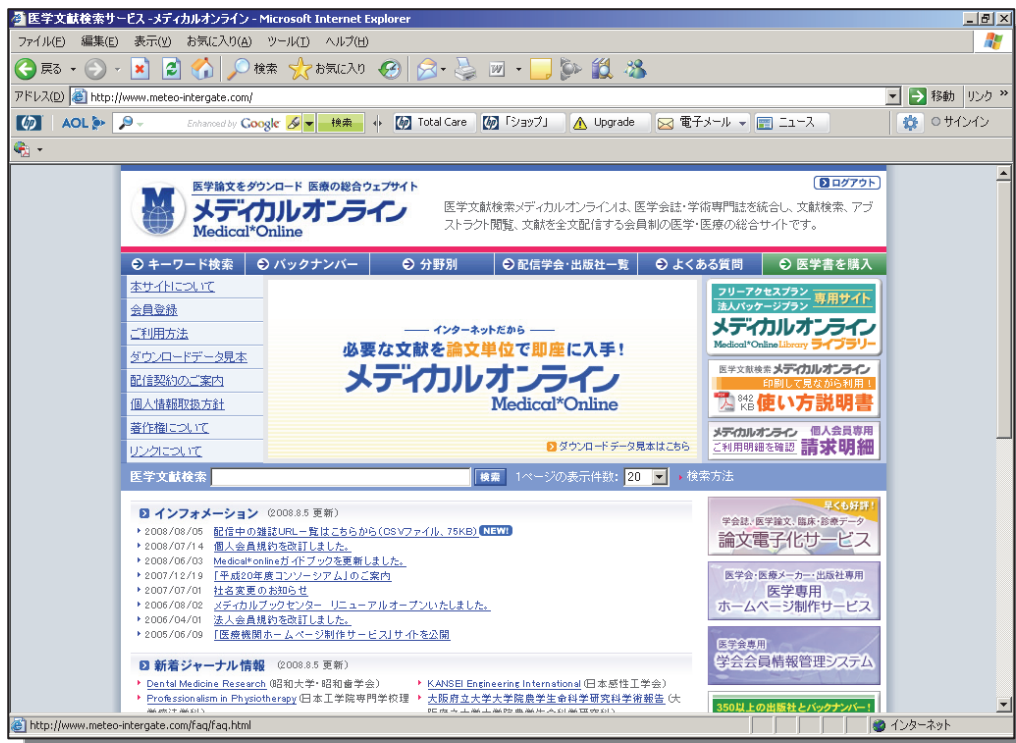 医学文献検索サービス -メディカルオンライン - Microsoft Internet Explorer
ファイル(F) 編集(E) 表示(V) お気に入り(A) ツール(T) ヘルプ(H)
戻る 検索 お気に入り
アドレス(D) http://www.meteo-intergate.com/ 移動 リンク »
AOL Enhanced by Google 検索 Total Care 「ショップ」 Upgrade 電子メール ニュース サインイン
医学論文をダウンロード 医療の総合ウェブサイト
メディカルオンライン
Medical*Online
ログアウト
医学文献検索メディカルオンラインは、医学会誌・学術専門誌を統合し、文献検索、アブ
ストラクト閲覧、文献を全文配信する会員制の医学・医療の総合サイトです。
キーワード検索 バックナンバー 分野別 配信学会・出版社一覧 よくある質問 医学書を購入
本サイトについて
会員登録
ご利用方法
ダウンロードデータ見本
配信契約のご案内
個人情報取扱方針
著作権について
リンクについて
インターネットだから
必要な文献を論文単位で即座に入手!
メディカルオンライン
Medical*Online
ダウンロードデータ見本はこちら
フリーアクセスプラン
法人パッケージプラン 専用サイト
メディカルオンライン
Medical*Online Library ライブラリー
医学文献検索 メディカルオンライン
印刷して見ながら利用!
842 KB 使い方説明書
メディカルオンライン 個人会員専用
ご利用明細を確認 請求明細
医学文献検索 検索 1ページの表示件数: 20 検索方法
インフォメーション (2008.8.5 更新)
2008/08/05 配信中の雑誌URL一覧はこちらから(CSVファイル、75KB) NEW!
2008/07/14 個人会員規約を改訂しました。
2008/06/03 Medical*onlineガイドブックを更新しました。
2007/12/19 「平成20年度コンソーシアム」のご案内
2007/07/01 社名変更のお知らせ
2006/08/02 メディカルブックセンター リニューアルオープンいたしました。
2006/04/01 法人会員規約を改訂しました。
2005/06/09 「医療機関ホームページ制作サービス」サイトを公開
新着ジャーナル情報 (2008.8.5 更新)
Dental Medicine Research (昭和大学・昭和歯学会)
Professionalism in Physiotherapy (日本工学院専門学校理
KANSEI Engineering International (日本感性工学会)
大阪府立大学大学院農学生命科学研究科学術報告 (大
早くも好評!
学会誌、医学論文、臨床・診療データ
論文電子化サービス
医学会・医療メーカー・出版社専用
医学専用
ホームページ制作サービス
医学会専用
学会会員情報管理システム
350以上の出版社とバックナンバー!
http://www.meteo-intergate.com/faq/faq.html インターネット